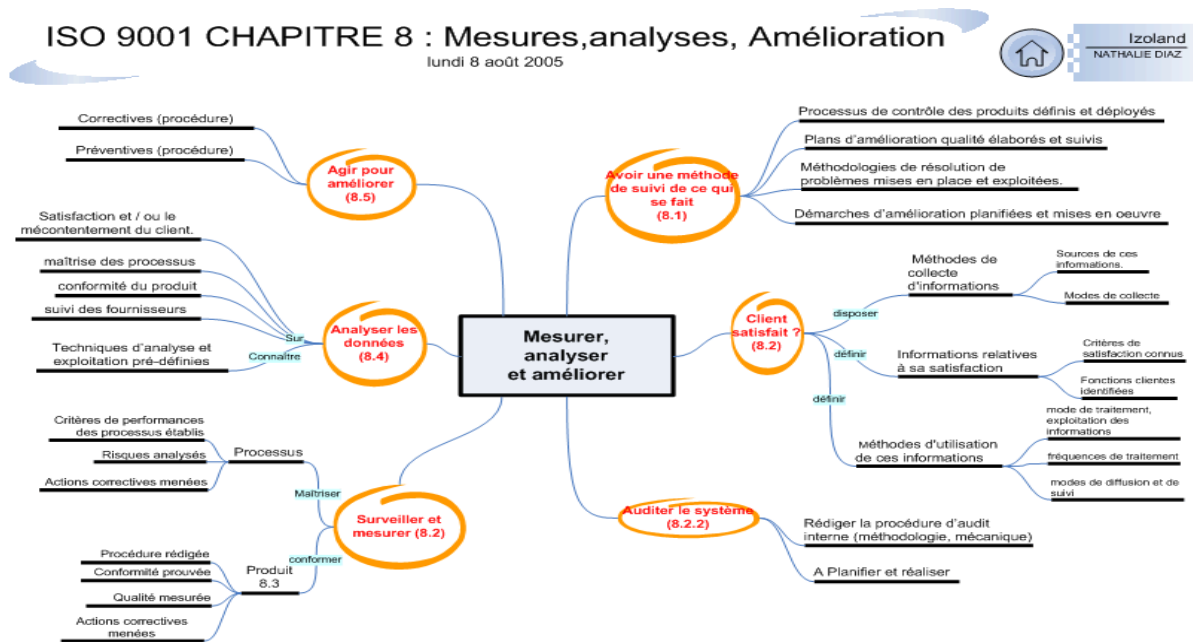 ISO 9001 CHAPITRE 8 : Mesures,analyses, Amélioration
lundi 8 août 2005
Izoland
NATHALIE DIAZ
Correctives (procédure)
Préventives (procédure)
Agir pour
améliorer
(8.5)
Satisfaction et / ou le
mécontentement du client.
maîtrise des processus
conformité du produit
suivi des fournisseurs
Techniques d'analyse et
exploitation pré-définies
Sur
Connaître
Analyser les
données
(8.4)
Critères de performances
des processus établis
Risques analysés
Actions correctives menées
Processus
Maîtriser
Surveiller et
mesurer (8.2)
conformer
Procédure rédigée
Conformité prouvée
Qualité mesurée
Actions correctives
menées
Produit
8.3
Mesurer,
analyser
et améliorer
Avoir une méthode
de suivi de ce qui
se fait
(8.1)
Processus de contrôle des produits définis et déployés
Plans d'amélioration qualité élaborés et suivis
Méthodologies de résolution de
problèmes mises en place et exploitées.
Démarches d'amélioration planifiées et mises en oeuvre
Client
satisfait ?
(8.2)
disposer
Méthodes de
collecte
d'informations
Sources de ces
informations.
Modes de collecte
définir
Informations relatives
à sa satisfaction
Critères de
satisfaction connus
Fonctions clientes
identifiées
définir
Méthodes d'utilisation
de ces informations
mode de traitement,
exploitation des
informations
fréquences de traitement
modes de diffusion et de
suivi
Auditer le système
(8.2.2)
Rédiger la procédure d'audit
interne (méthodologie, mécanique)
A Planifier et réaliser